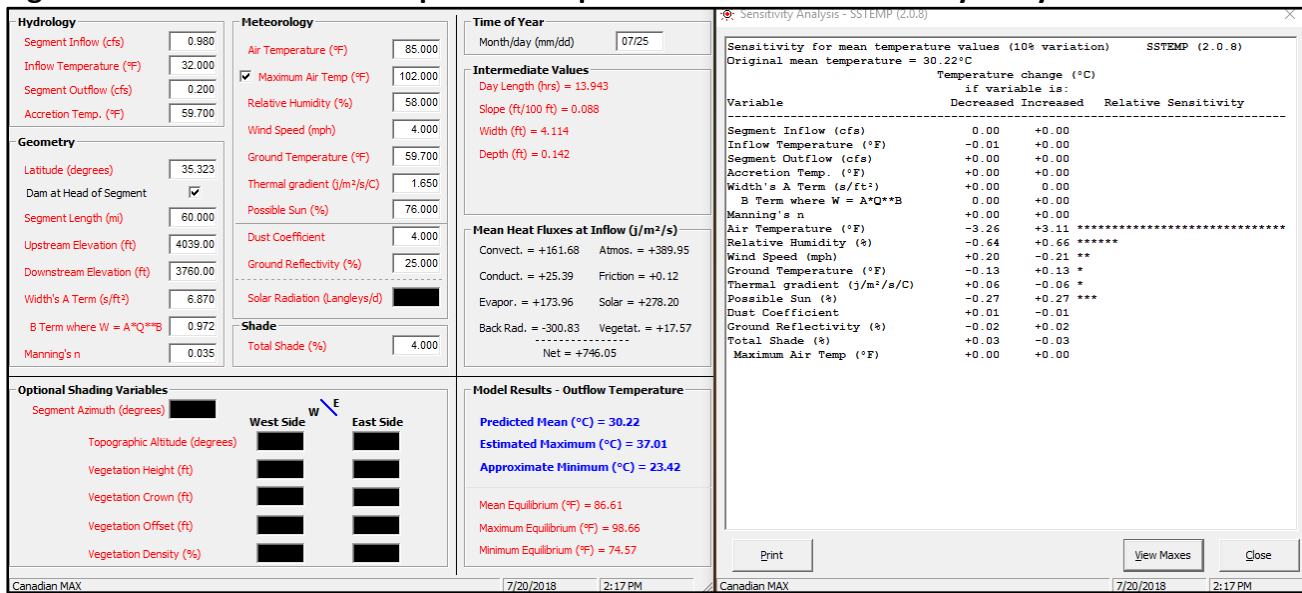 Hydrology
Segment Inflow (cfs) 0.980
Inflow Temperature (°F) 32.000
Segment Outflow (cfs) 0.200
Accretion Temp. (°F) 59.700
Geometry
Latitude (degrees) 35.323
Dam at Head of Segment
Segment Length (mi) 60.000
Upstream Elevation (ft) 4039.00
Downstream Elevation (ft) 3760.00
Width's A Term (s/ft²) 6.870
B Term where W = A*Q**B 0.972
Manning's n 0.035
Meteorology
Air Temperature (°F) 85.000
Maximum Air Temp (°F) 102.000
Relative Humidity (%) 58.000
Wind Speed (mph) 4.000
Ground Temperature (°F) 59.700
Thermal gradient (j/m²/s/C) 1.650
Possible Sun (%) 76.000
Dust Coefficient 4.000
Ground Reflectivity (%) 25.000
Solar Radiation (Langleys/d)
Shade
Total Shade (%) 4.000
Time of Year
Month/day (mm/dd) 07/25
Intermediate Values
Day Length (hrs) = 13.943
Slope (ft/100 ft) = 0.088
Width (ft) = 4.114
Depth (ft) = 0.142
Mean Heat Fluxes at Inflow (j/m²/s)
Convect. = +161.68 Atmos. = +389.95
Conduct. = +25.39 Friction = +0.12
Evapor. = +173.96 Solar = +278.20
Back Rad. = -300.83 Vegetat. = +17.57
---------------
Net = +746.05
Optional Shading Variables
Segment Azimuth (degrees)
W E
West Side East Side
Topographic Altitude (degrees)
Vegetation Height (ft)
Vegetation Crown (ft)
Vegetation Offset (ft)
Vegetation Density (%)
Model Results - Outflow Temperature
Predicted Mean (°C) = 30.22
Estimated Maximum (°C) = 37.01
Approximate Minimum (°C) = 23.42
Mean Equilibrium (°F) = 86.61
Maximum Equilibrium (°F) = 98.66
Minimum Equilibrium (°F) = 74.57
Canadian MAX 7/20/2018 2:17 PM
Sensitivity Analysis - SSTEMP (2.0.8)
Sensitivity for mean temperature values (10% variation) SSTEMP (2.0.8)
Original mean temperature = 30.22°C
Temperature change (°C)
if variable is:
Variable Decreased Increased Relative Sensitivity
Segment Inflow (cfs) 0.00 +0.00
Inflow Temperature (°F) -0.01 +0.00
Segment Outflow (cfs) +0.00 +0.00
Accretion Temp. (°F) +0.00 +0.00
Width's A Term (s/ft²) +0.00 0.00
B Term where W = A*Q**B 0.00 +0.00
Manning's n +0.00 +0.00
Air Temperature (°F) -3.26 +3.11 ******************************
Relative Humidity (%) -0.64 +0.66 ******
Wind Speed (mph) +0.20 -0.21 **
Ground Temperature (°F) -0.13 +0.13 *
Thermal gradient (j/m²/s/C) +0.06 -0.06 *
Possible Sun (%) -0.27 +0.27 ***
Dust Coefficient +0.01 -0.01
Ground Reflectivity (%) -0.02 +0.02
Total Shade (%) +0.03 -0.03
Maximum Air Temp (°F) +0.00 +0.00
Print View Maxes Close
Canadian MAX 7/20/2018 2:17 PM